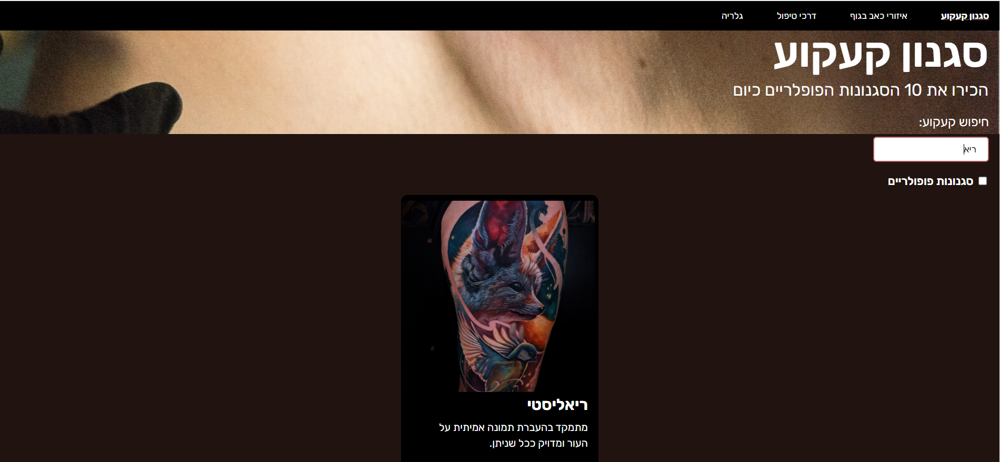 סגנון קעקוע
איזורי כאב בגוף
דרכי טיפול
גלריה
סגנון קעקוע
הכירו את 10 הסגנונות הפופלריים כיום
חיפוש קעקוע:
ריא
סגנונות פופולריים
ריאליסטי
מתמקד בהעברת תמונה אמיתית על
העור ומדויק ככל שניתן.